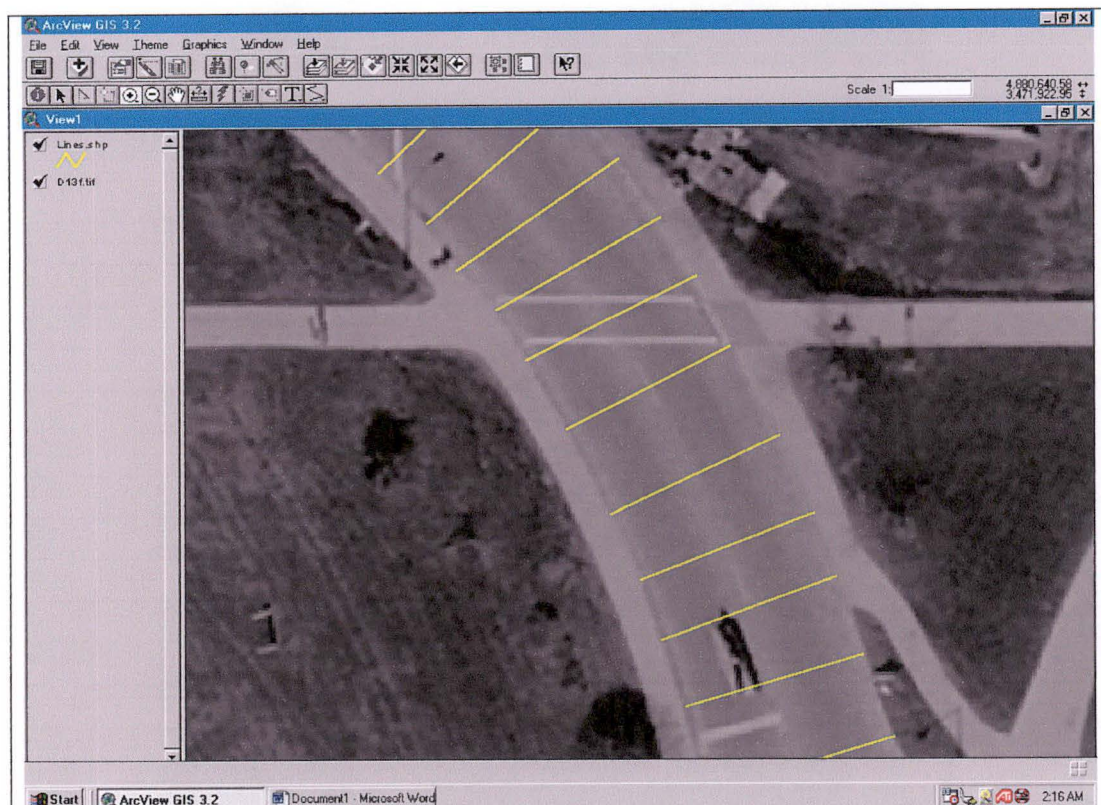 ArcView GIS 3.2
File Edit View Theme Graphics Window Help
Scale 1:
4,880,640.58
3,471,922.95
View1
Lines.shp
D13f.tif
Start ArcView GIS 3.2 Document1 - Microsoft Word 2:16 AM